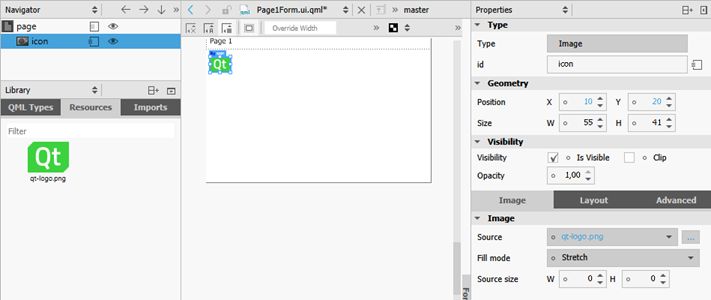 Navigator
page
icon
Library
QML Types Resources Imports
Filter
Qt
qt-logo.png
Page1Form.ui.qml* master
Override Width
Page 1
Qt
Properties
Type
Type Image
id icon
Geometry
Position X 10 Y 20
Size W 55 H 41
Visibility
Visibility Is Visible Clip
Opacity 1,00
Image Layout Advanced
Image
Source qt-logo.png ...
Fill mode Stretch
Source size W 0 H 0